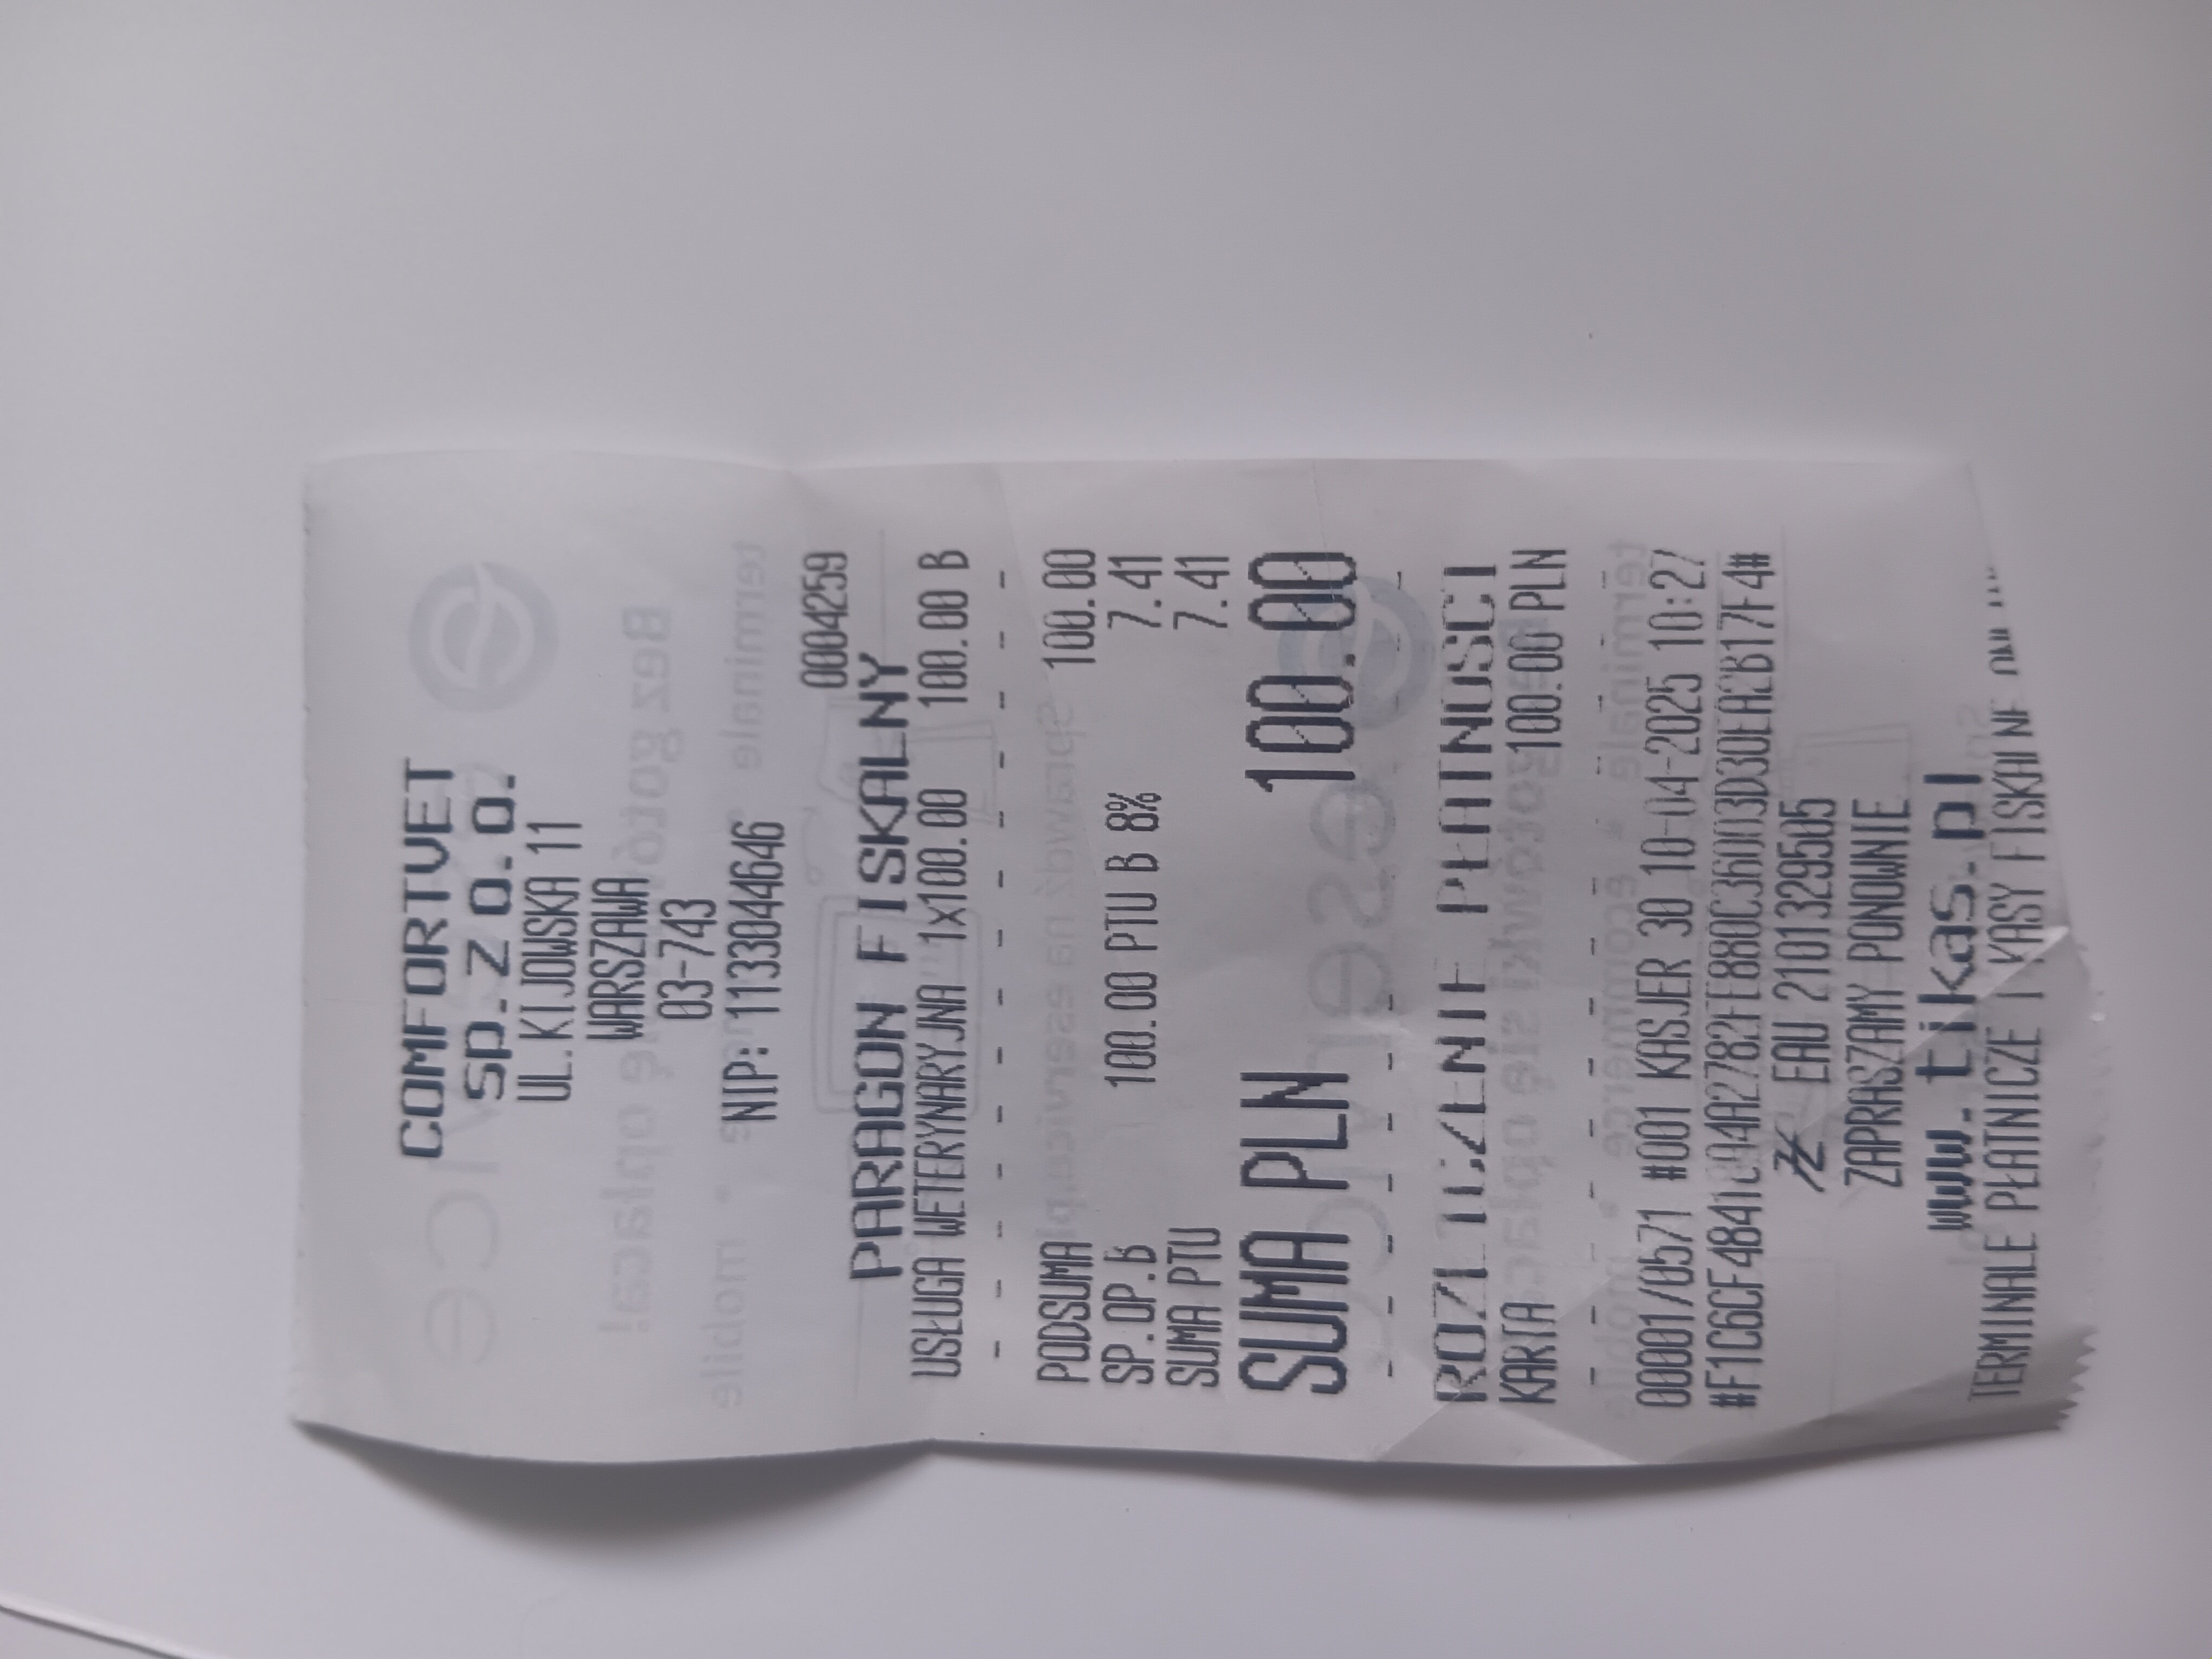 COMFORTVET
Sp. Z O.O.
UL.KIJOWSKA 11
WARSZAWA
03-743
NIP: 1133044646
0004259
PARAGON FISKALNY
USŁUGA WETERYNARYJNA 1x100.00 100.00 B
PODSUMA 100.00
SP.OP.B 100.00 PTU B 8% 7.41
SUMA PTU 7.41
SUMA PLN 100.00
ROZLICZENIE PŁATNOŚCI
KARTA 100.00 PLN
00001/0571 #001 KASJER 30 10-04-2025 10:27
EAU 2101329505
ZAPRASZAMY PONOWNIE
www.tikas.pl
TERMINALE PŁATNICZE I KASY FISKALNE